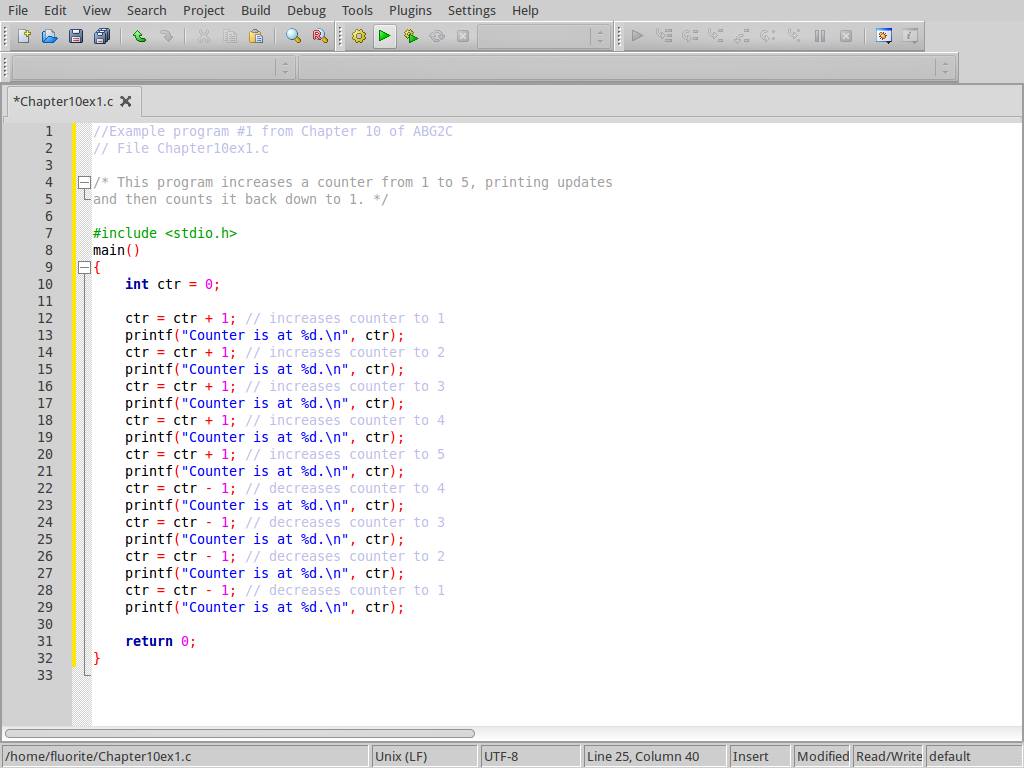 File Edit View Search Project Build Debug Tools Plugins Settings Help
*Chapter10ex1.c
1 //Example program #1 from Chapter 10 of ABG2C
2 // File Chapter10ex1.c
3
4 /* This program increases a counter from 1 to 5, printing updates
5 and then counts it back down to 1. */
6
7 #include <stdio.h>
8 main()
9 {
10     int ctr = 0;
11
12     ctr = ctr + 1; // increases counter to 1
13     printf("Counter is at %d.\n", ctr);
14     ctr = ctr + 1; // increases counter to 2
15     printf("Counter is at %d.\n", ctr);
16     ctr = ctr + 1; // increases counter to 3
17     printf("Counter is at %d.\n", ctr);
18     ctr = ctr + 1; // increases counter to 4
19     printf("Counter is at %d.\n", ctr);
20     ctr = ctr + 1; // increases counter to 5
21     printf("Counter is at %d.\n", ctr);
22     ctr = ctr - 1; // decreases counter to 4
23     printf("Counter is at %d.\n", ctr);
24     ctr = ctr - 1; // decreases counter to 3
25     printf("Counter is at %d.\n", ctr);
26     ctr = ctr - 1; // decreases counter to 2
27     printf("Counter is at %d.\n", ctr);
28     ctr = ctr - 1; // decreases counter to 1
29     printf("Counter is at %d.\n", ctr);
30
31     return 0;
32 }
33
/home/fluorite/Chapter10ex1.c Unix (LF) UTF-8 Line 25, Column 40 Insert Modified Read/Write default